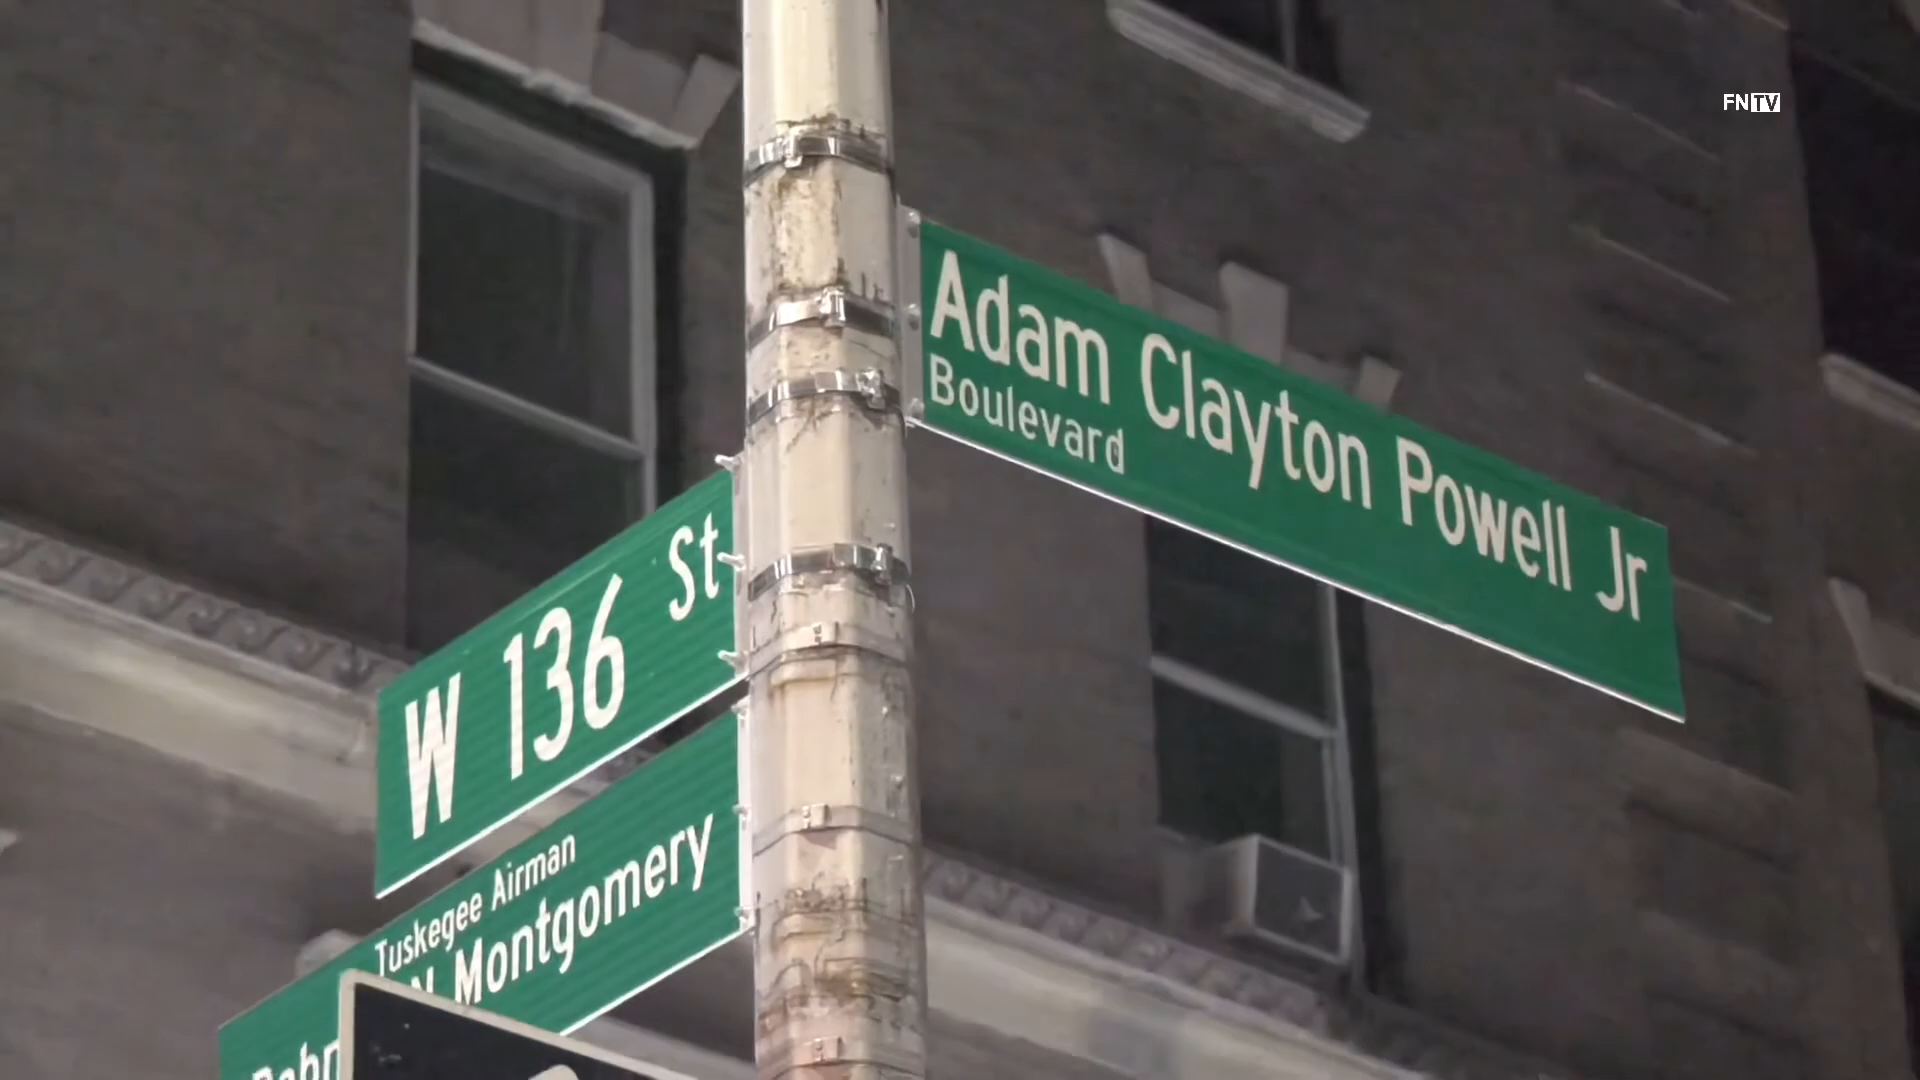 FNTV
Adam Clayton Powell Jr
Boulevard
W 136 St
Tuskegee Airman
N Montgomery